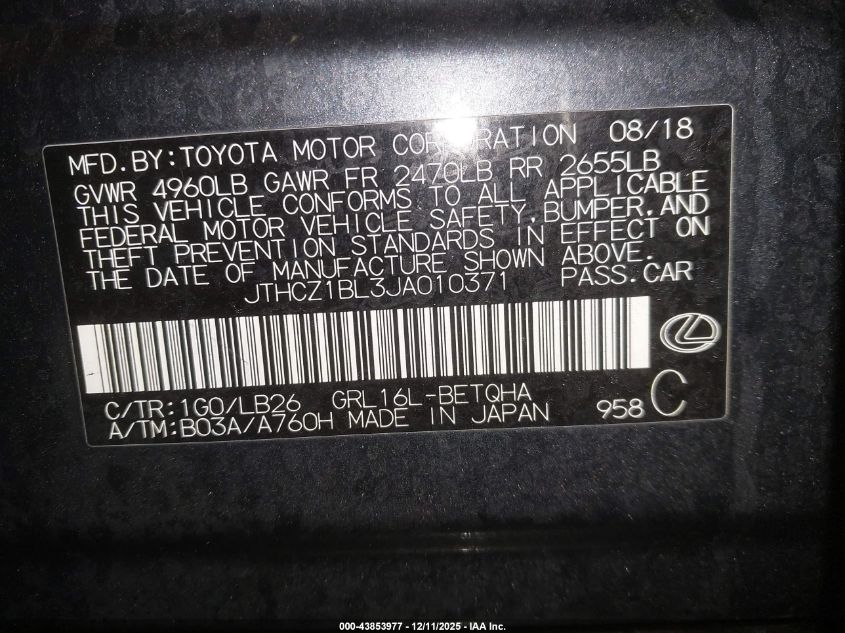 MFD.BY:TOYOTA MOTOR CORPORATION 08/18
GVWR 4960LB GAWR FR 2470LB RR 2655LB
THIS VEHICLE CONFORMS TO ALL APPLICABLE
FEDERAL MOTOR VEHICLE SAFETY,BUMPER,AND
THEFT PREVENTION STANDARDS IN EFFECT ON
THE DATE OF MANUFACTURE SHOWN ABOVE.
JTHCZ1BL3JA010371 PASS.CAR
C/TR:1G0/LB26 GRL16L-BETQHA
A/TM:B03A/A760H MADE IN JAPAN 958 C
000-43853977 - 12/11/2025 - IAA Inc.